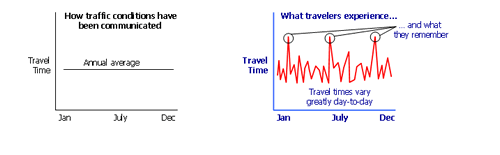 How traffic conditions have
been communicated
Travel
Time
Annual average
Jan July Dec
What travelers experience...
... and what
they remember
Travel
Time
Travel times vary
greatly day-to-day
Jan July Dec